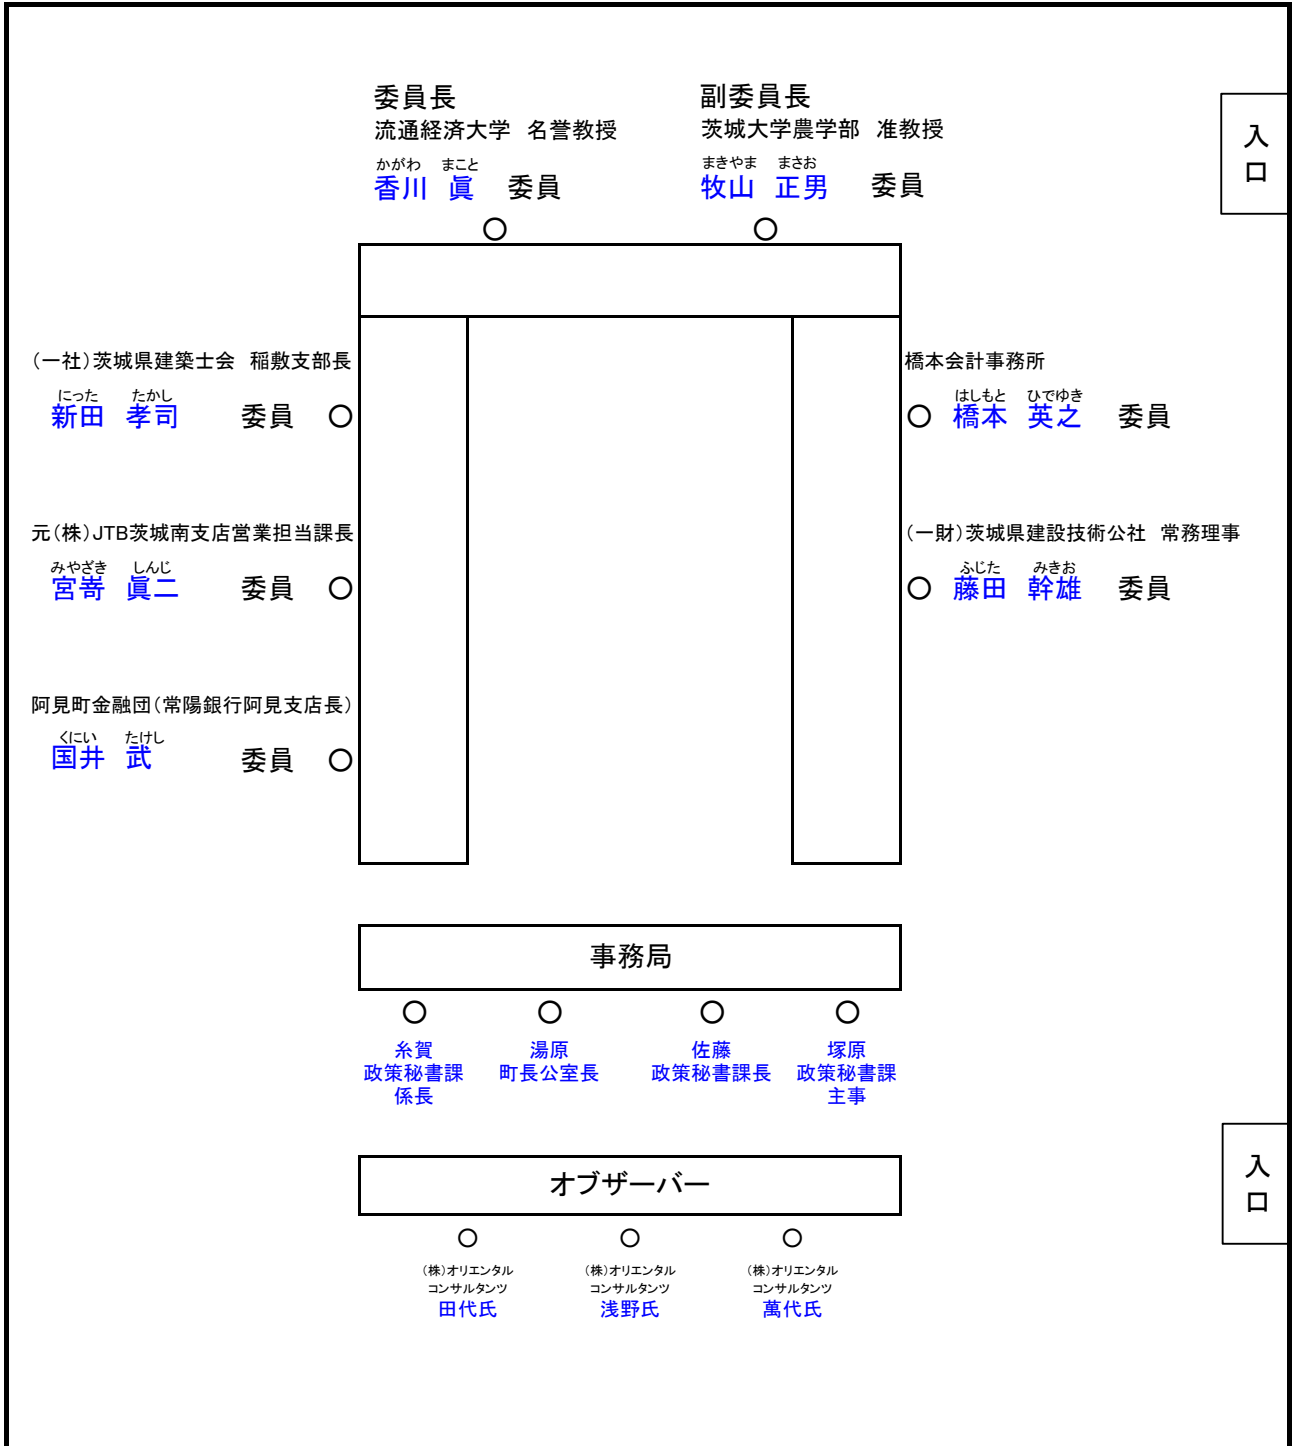 委員長
流通経済大学　名誉教授
かがわ　まこと
香川　眞　委員
副委員長
茨城大学農学部　准教授
まきやま　まさお
牧山　正男　委員
入
口
（一社）茨城県建築士会　稲敷支部長
にった　たかし
新田　孝司　委員　○
橋本会計事務所
はしもと　ひでゆき
○　橋本　英之　委員
元（株）JTB茨城南支店営業担当課長
みやざき　しんじ
宮嵜　眞二　委員　○
（一財）茨城県建設技術公社　常務理事
ふじた　みきお
○　藤田　幹雄　委員
阿見町金融団（常陽銀行阿見支店長）
くにい　たけし
国井　武　委員　○
事務局
糸賀
政策秘書課
係長
湯原
町長公室長
佐藤
政策秘書課長
塚原
政策秘書課
主事
入
口
オブザーバー
（株）オリエンタル
コンサルタンツ
田代氏
（株）オリエンタル
コンサルタンツ
浅野氏
（株）オリエンタル
コンサルタンツ
萬代氏